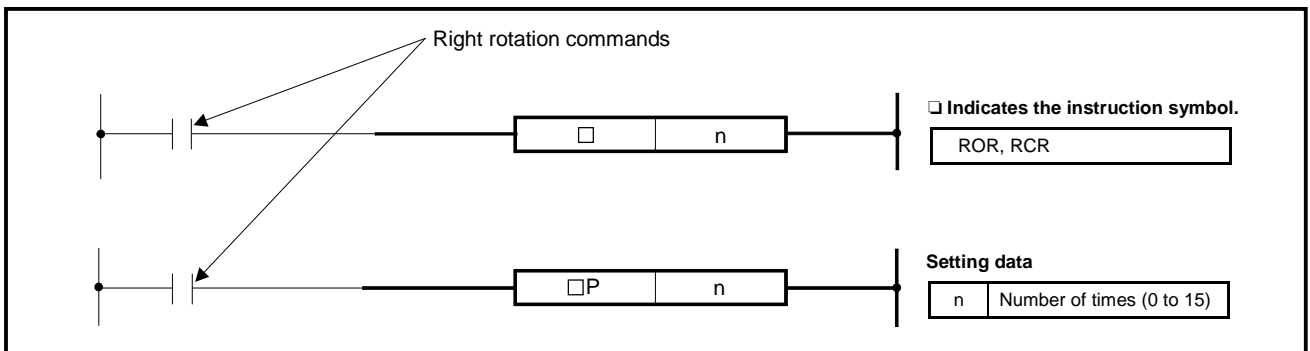 Right rotation commands
❏ Indicates the instruction symbol.
□ n
ROR, RCR
Setting data
□P n
n Number of times (0 to 15)